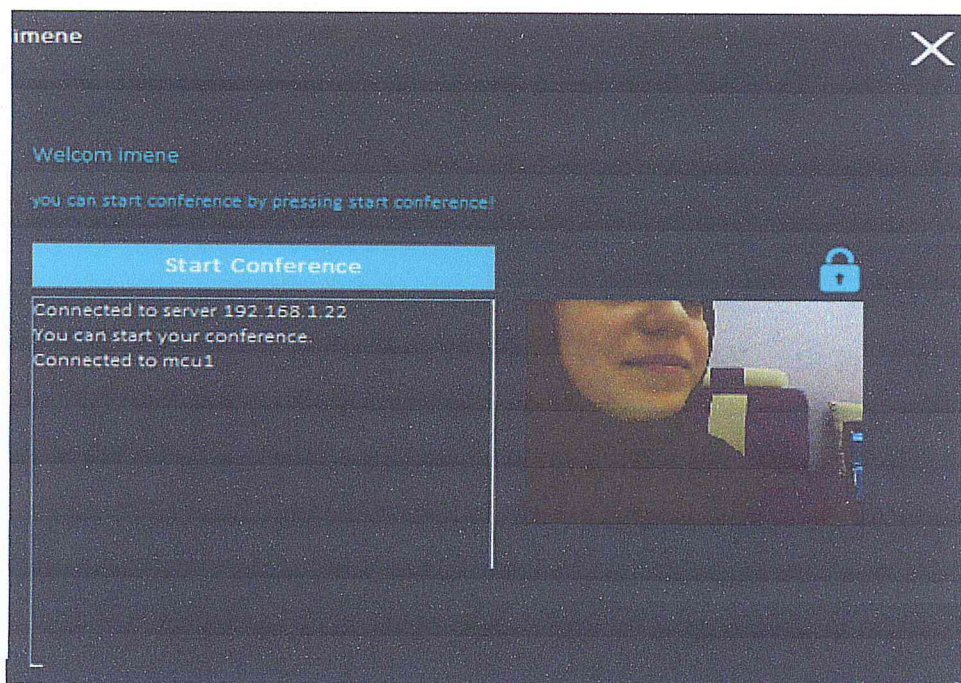 imene
Welcom imene
you can start conference by pressing start conference!
Start Conference
Connected to server 192.168.1.22
You can start your conference.
Connected to mcu1